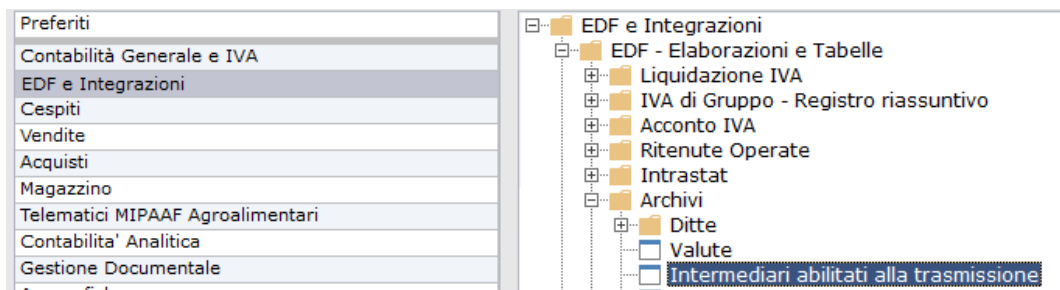 Preferiti
Contabilità Generale e IVA
EDF e Integrazioni
Cespiti
Vendite
Acquisti
Magazzino
Telematici MIPAAF Agroalimentari
Contabilita' Analitica
Gestione Documentale
EDF e Integrazioni
EDF - Elaborazioni e Tabelle
Liquidazione IVA
IVA di Gruppo - Registro riassuntivo
Acconto IVA
Ritenute Operate
Intrastat
Archivi
Ditte
Valute
Intermediari abilitati alla trasmissione